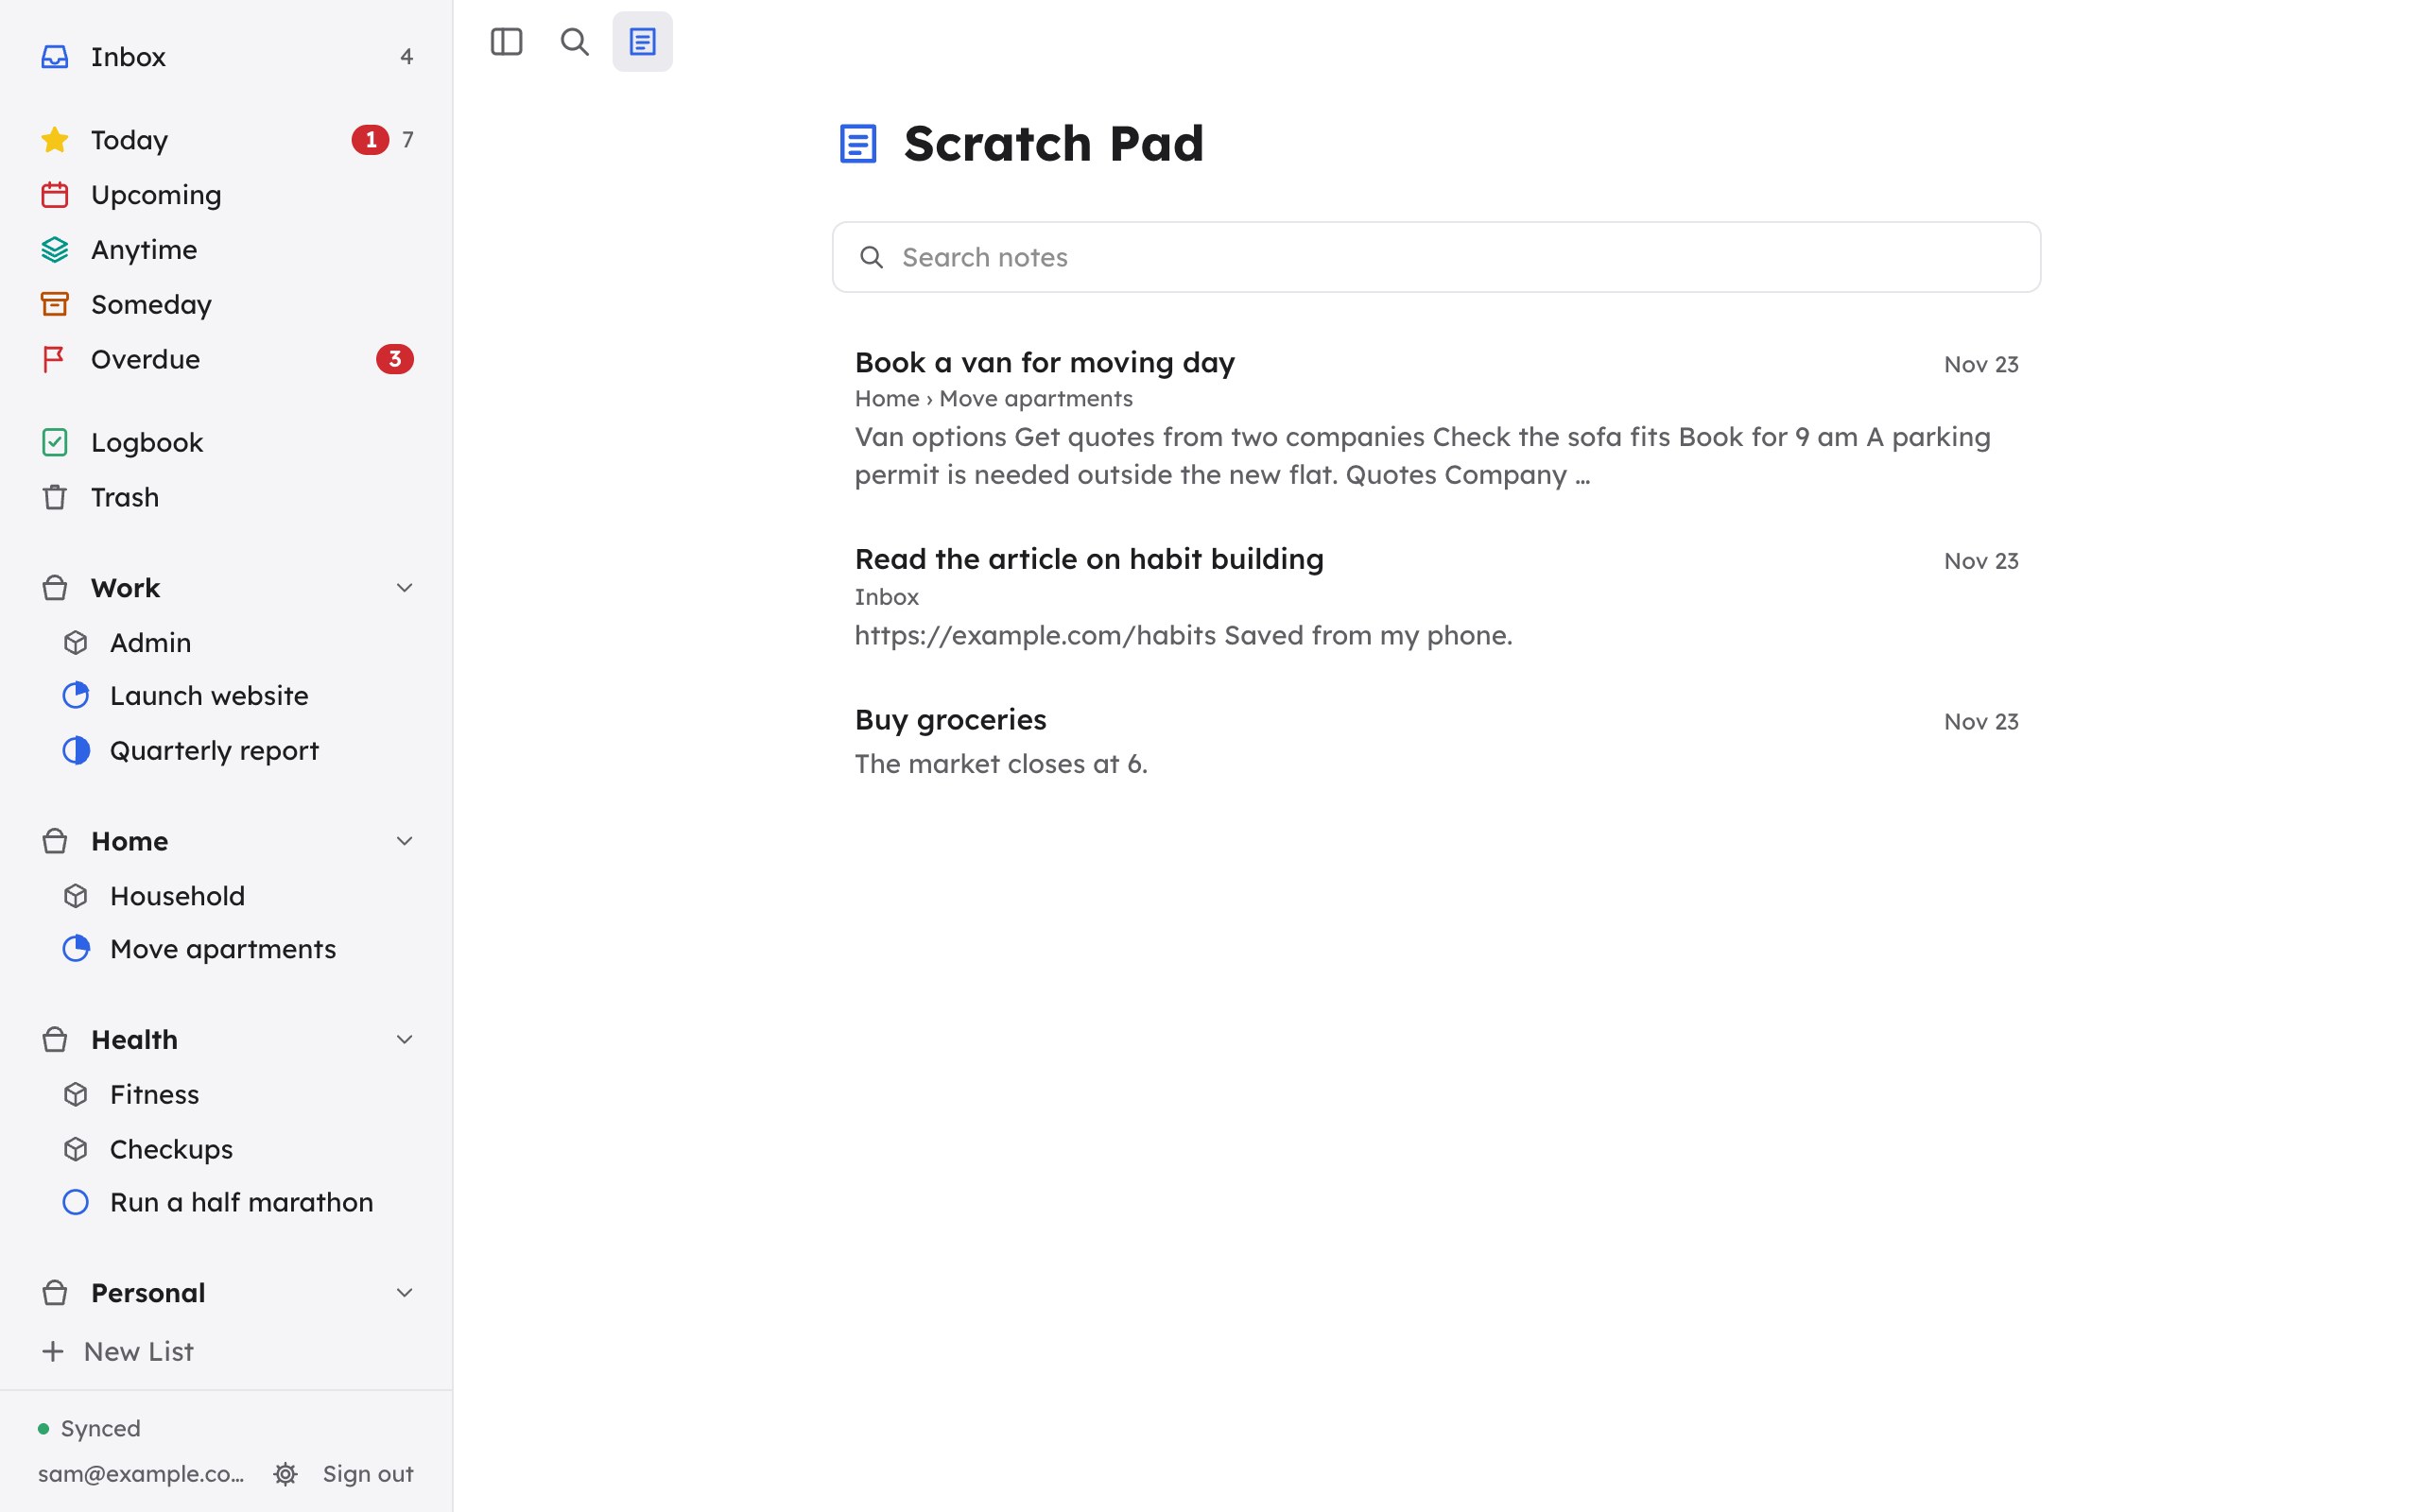 Inbox 4
Today 1 7
Upcoming
Anytime
Someday
Overdue 3
Logbook
Trash
Work
Admin
Launch website
Quarterly report
Home
Household
Move apartments
Health
Fitness
Checkups
Run a half marathon
Personal
New List
Synced
sam@example.co... Sign out
Scratch Pad
Search notes
Book a van for moving day Nov 23
Home › Move apartments
Van options Get quotes from two companies Check the sofa fits Book for 9 am A parking
permit is needed outside the new flat. Quotes Company ...
Read the article on habit building Nov 23
Inbox
https://example.com/habits Saved from my phone.
Buy groceries Nov 23
The market closes at 6.